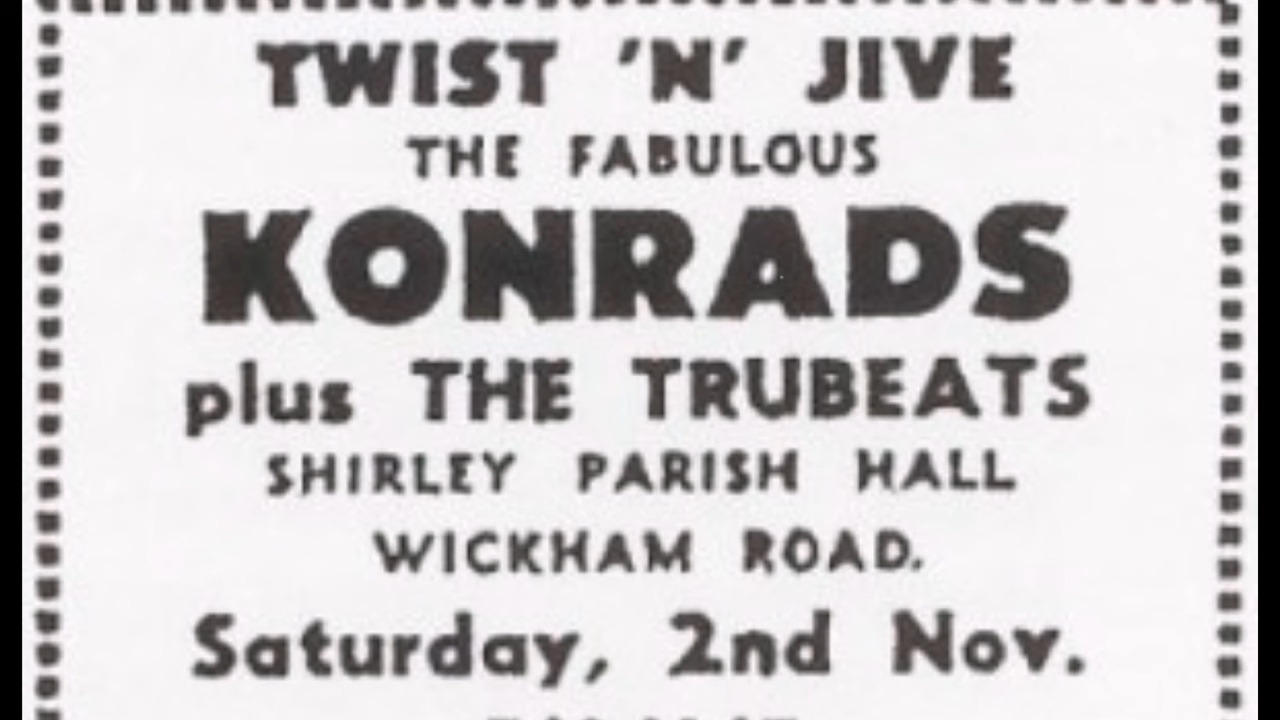 TWIST 'N' JIVE
THE FABULOUS
KONRADS
plus THE TRUBEATS
SHIRLEY PARISH HALL
WICKHAM ROAD.
Saturday, 2nd Nov.